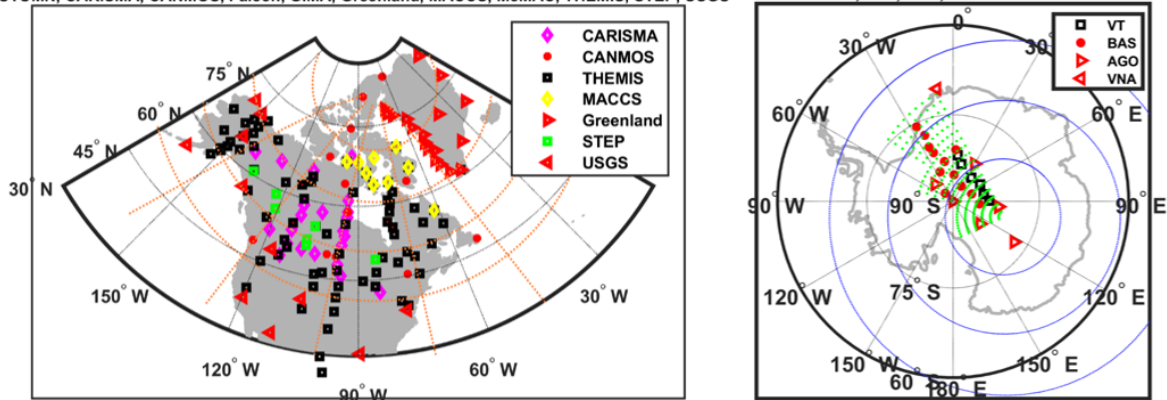 CARISMA
CANMOS
THEMIS
MACCS
Greenland
STEP
USGS
75° N
60° N
45° N
30° N
150° W
120° W
90° W
60° W
30° W
VT
BAS
AGO
VNA
0°
30° W
30°
60° W
60° E
90° W
90° S
90° E
120° W
75° S
120° E
150° W
60° S
180° E
150° E